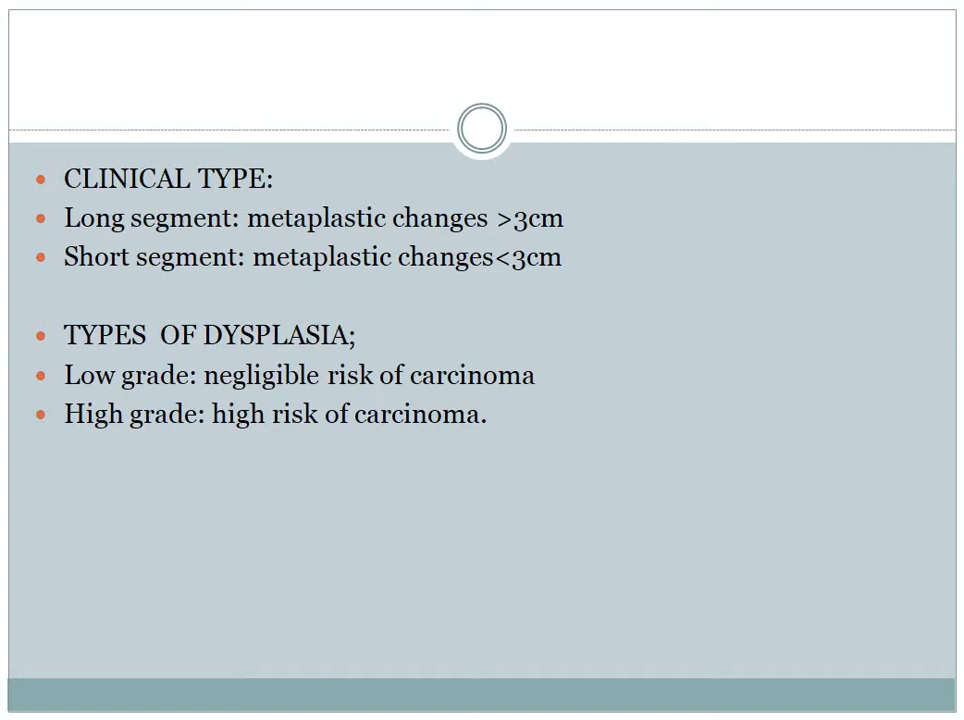 CLINICAL TYPE:
Long segment: metaplastic changes >3cm
Short segment: metaplastic changes<3cm
TYPES  OF DYSPLASIA;
Low grade: negligible risk of carcinoma
High grade: high risk of carcinoma.